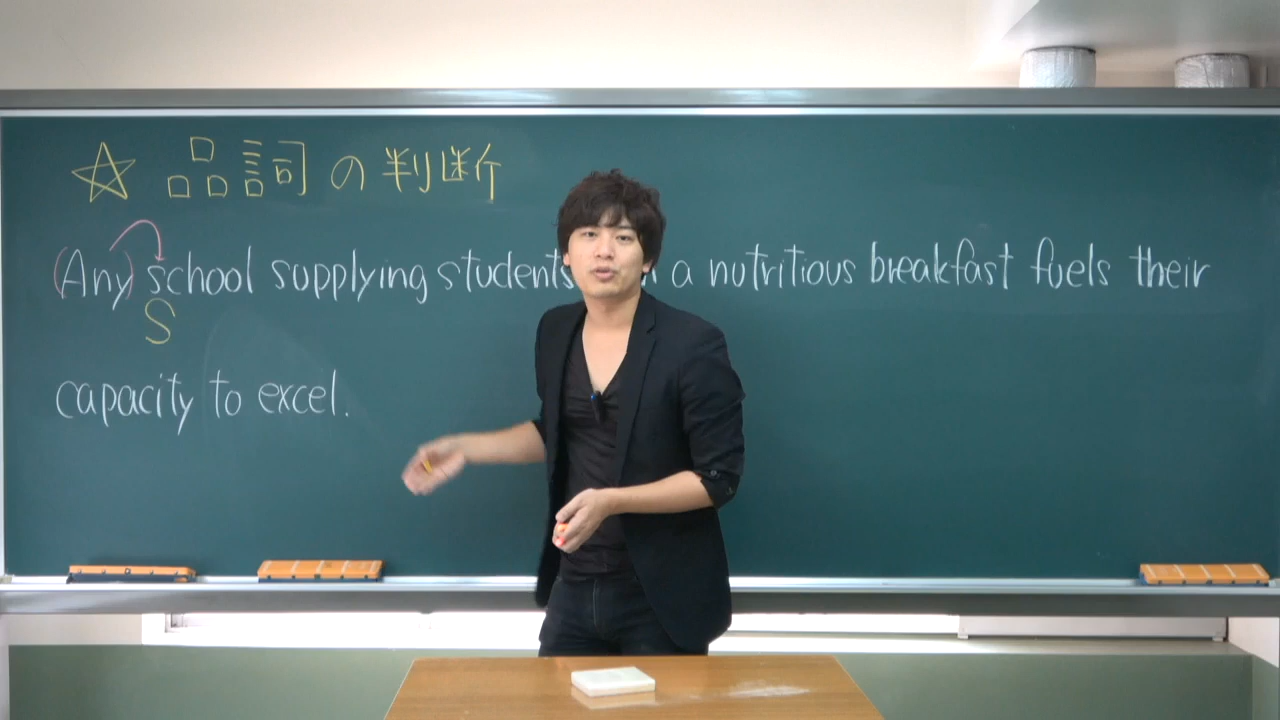 ☆ 品詞の判断
(Any) school supplying students a nutritious breakfast fuels their
S
capacity to excel.